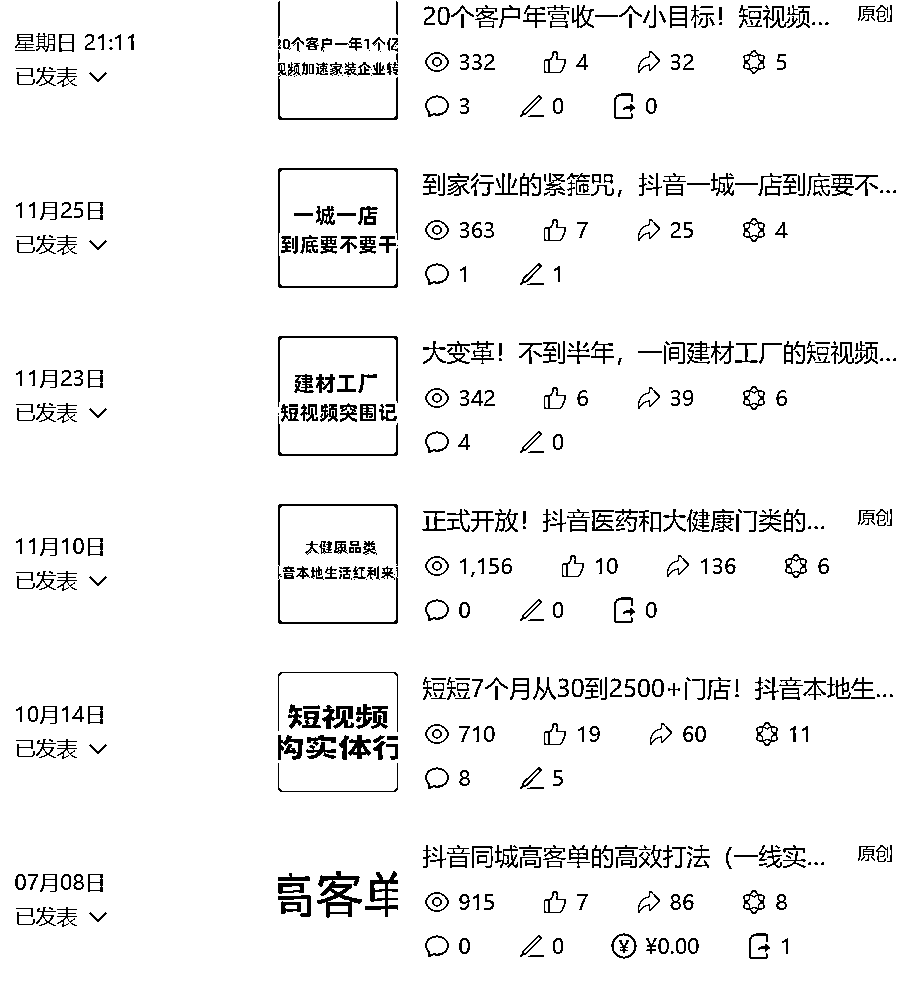 星期日 21:11
已发表
20个客户一年1个亿
视频加速家装企业转
20个客户年营收一个小目标！短视频... 原创
332 4 32 5
3 0 0
11月25日
已发表
一城一店
到底要不要干
到家行业的紧箍咒，抖音一城一店到底要不...
363 7 25 4
1 1
11月23日
已发表
建材工厂
短视频突围记
大变革！不到半年，一间建材工厂的短视频...
342 6 39 6
4 0
11月10日
已发表
大健康品类
音本地生活红利来
正式开放！抖音医药和大健康门类的... 原创
1,156 10 136 6
0 0 0
10月14日
已发表
短视频
构实体行
短短7个月从30到2500+门店！抖音本地生...
710 19 60 11
8 5
07月08日
已发表
高客单
抖音同城高客单的高效打法（一线实... 原创
915 7 86 8
0 0 ¥0.00 1